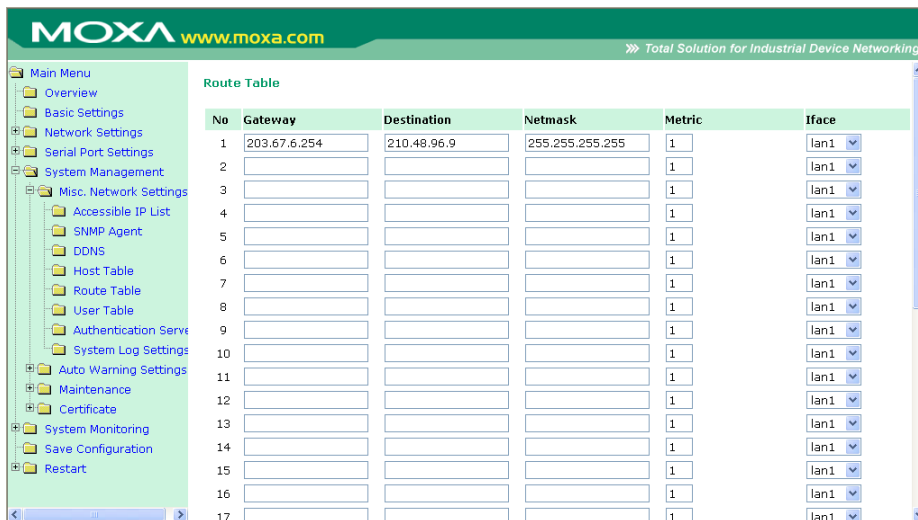 MOXA www.moxa.com
Total Solution for Industrial Device Networking
Main Menu
Overview
Basic Settings
Network Settings
Serial Port Settings
System Management
Misc. Network Settings
Accessible IP List
SNMP Agent
DDNS
Host Table
Route Table
User Table
Authentication Serve
System Log Settings
Auto Warning Settings
Maintenance
Certificate
System Monitoring
Save Configuration
Restart
Route Table
No Gateway Destination Netmask Metric Iface
1 203.67.6.254 210.48.96.9 255.255.255.255 1 lan1
2 1 lan1
3 1 lan1
4 1 lan1
5 1 lan1
6 1 lan1
7 1 lan1
8 1 lan1
9 1 lan1
10 1 lan1
11 1 lan1
12 1 lan1
13 1 lan1
14 1 lan1
15 1 lan1
16 1 lan1
17 1 lan1